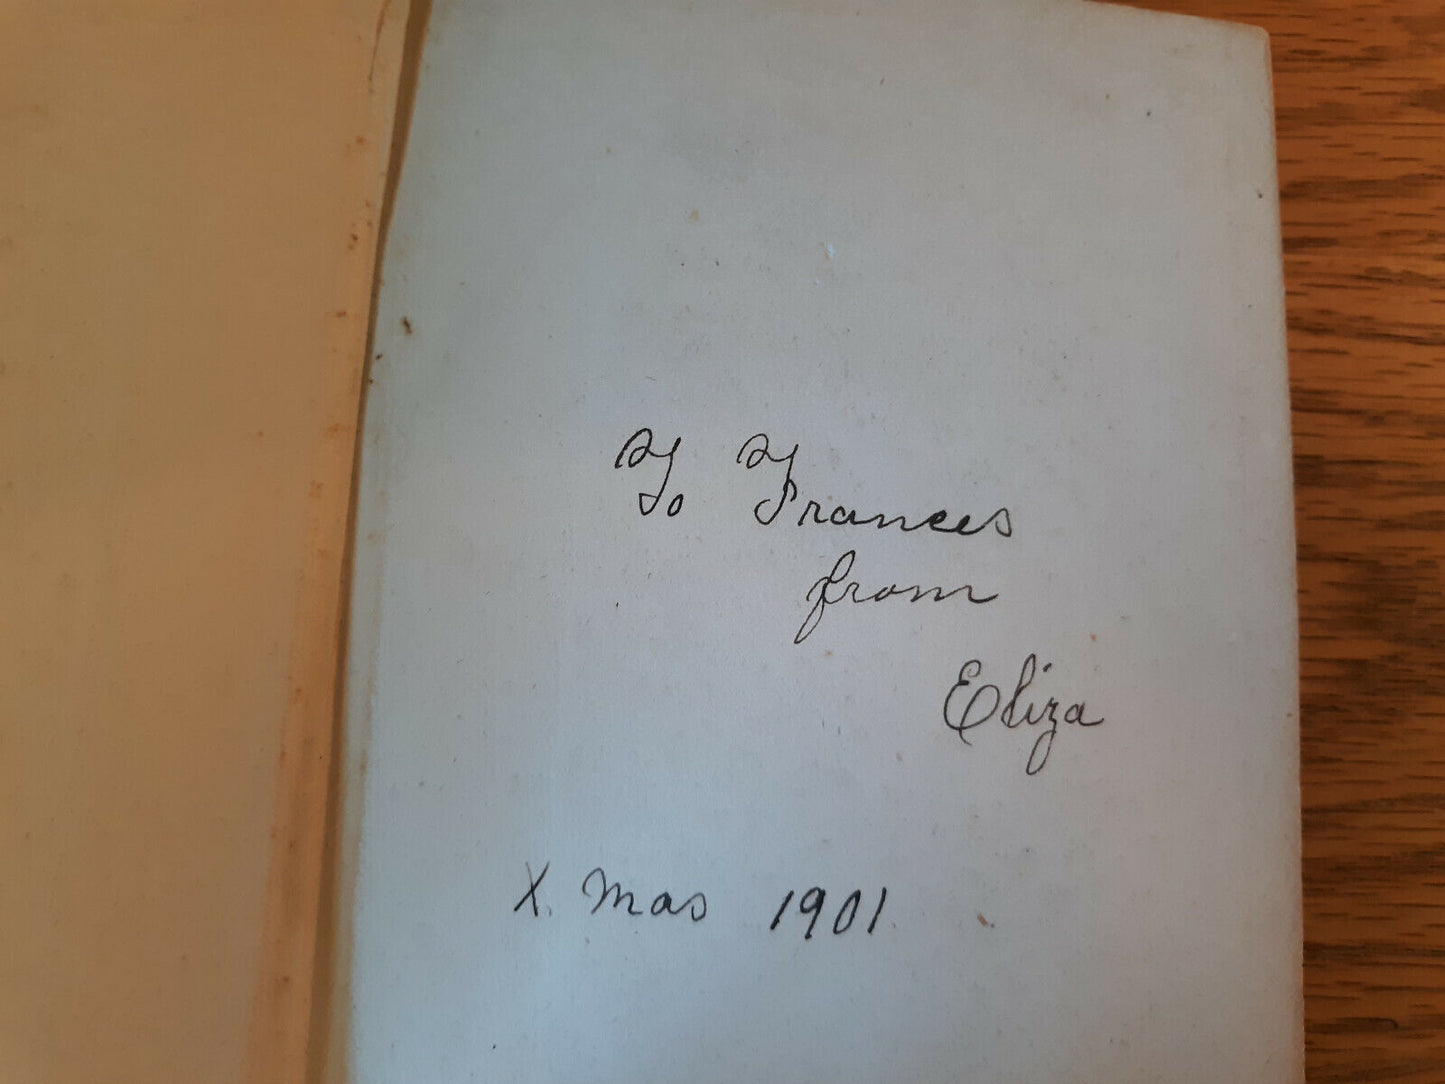 To Frances
from
Eliza
X. Mas 1901.